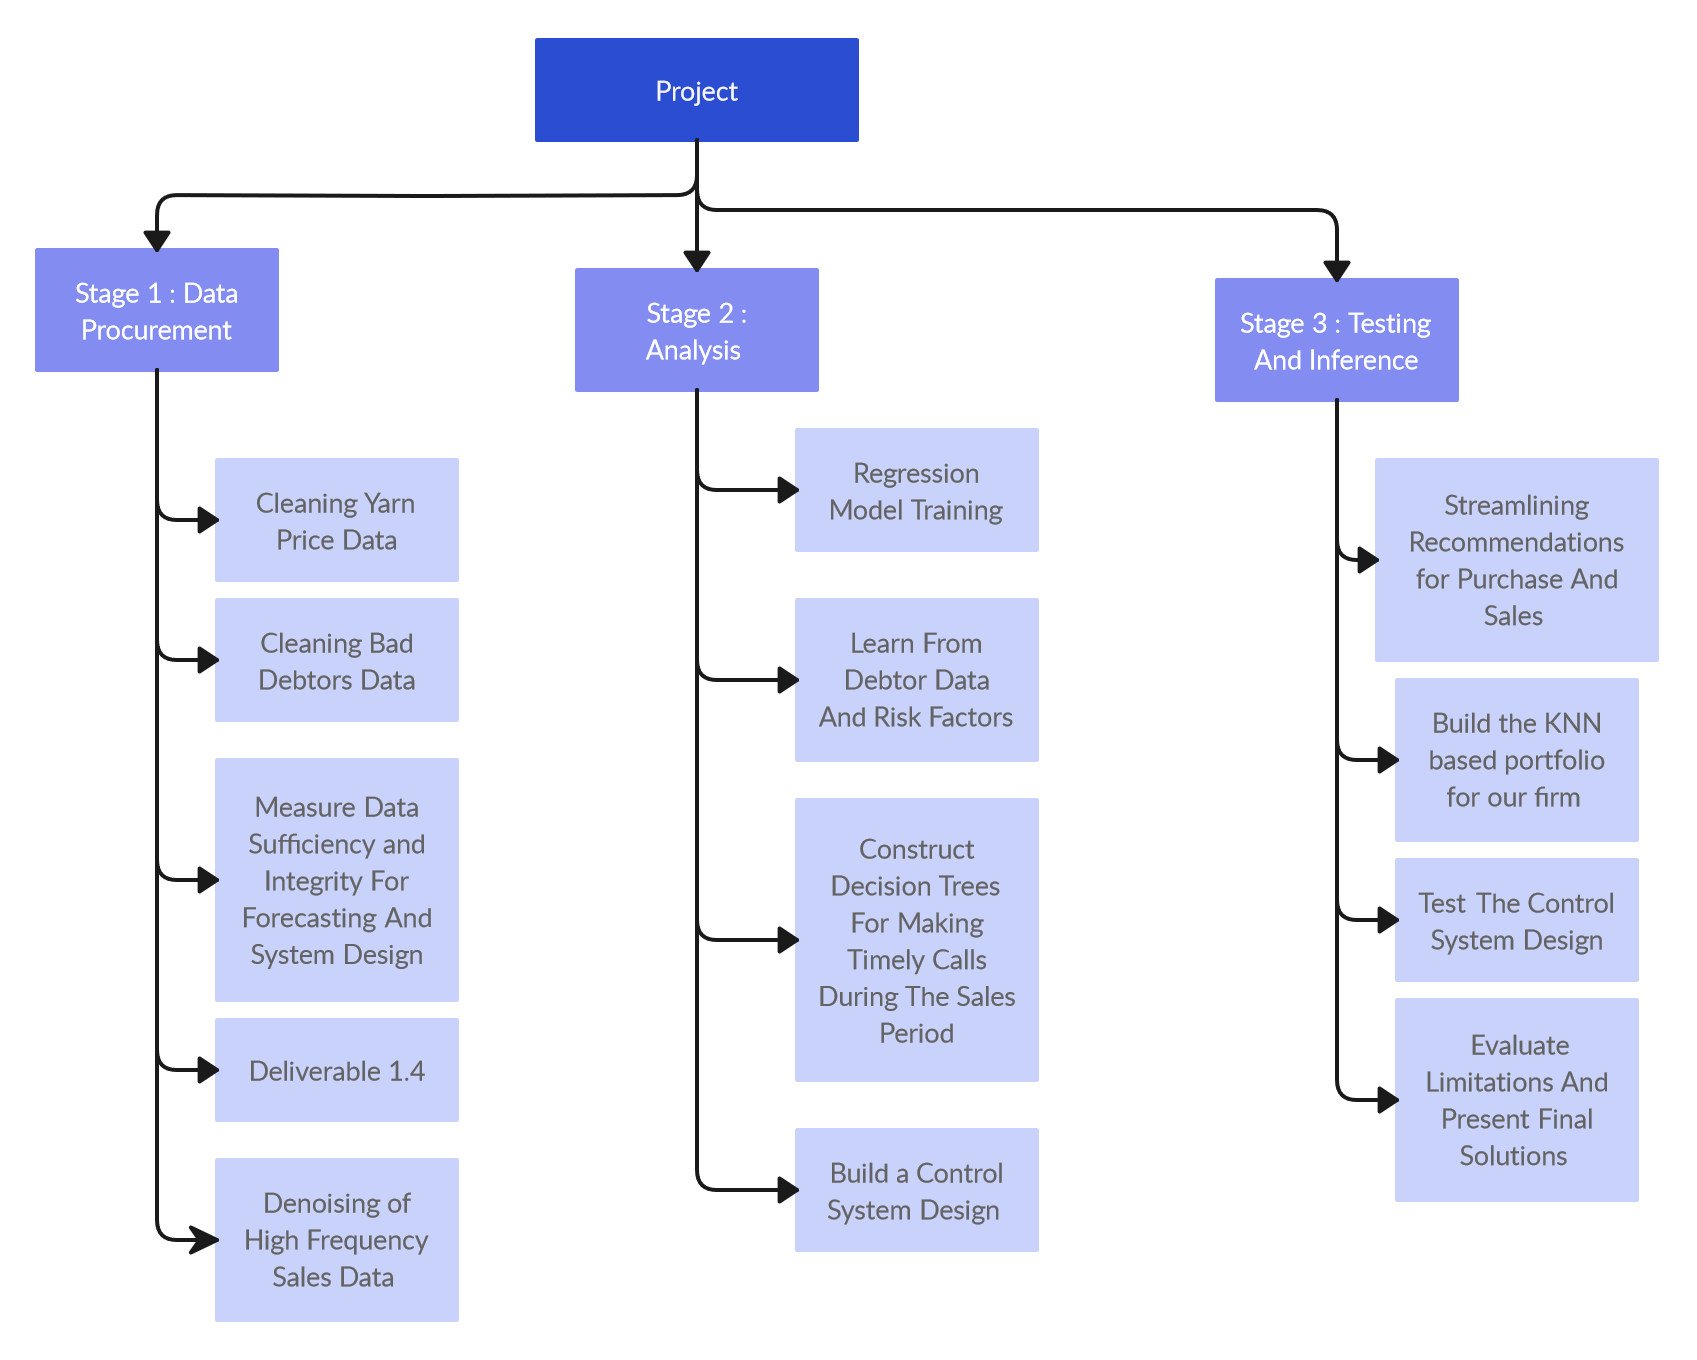 Project
Stage 1 : Data
Procurement
Cleaning Yarn
Price Data
Cleaning Bad
Debtors Data
Measure Data
Sufficiency and
Integrity For
Forecasting And
System Design
Deliverable 1.4
Denoising of
High Frequency
Sales Data
Stage 2 :
Analysis
Regression
Model Training
Learn From
Debtor Data
And Risk Factors
Construct
Decision Trees
For Making
Timely Calls
During The Sales
Period
Build a Control
System Design
Stage 3 : Testing
And Inference
Streamlining
Recommendations
for Purchase And
Sales
Build the KNN
based portfolio
for our firm
Test The Control
System Design
Evaluate
Limitations And
Present Final
Solutions